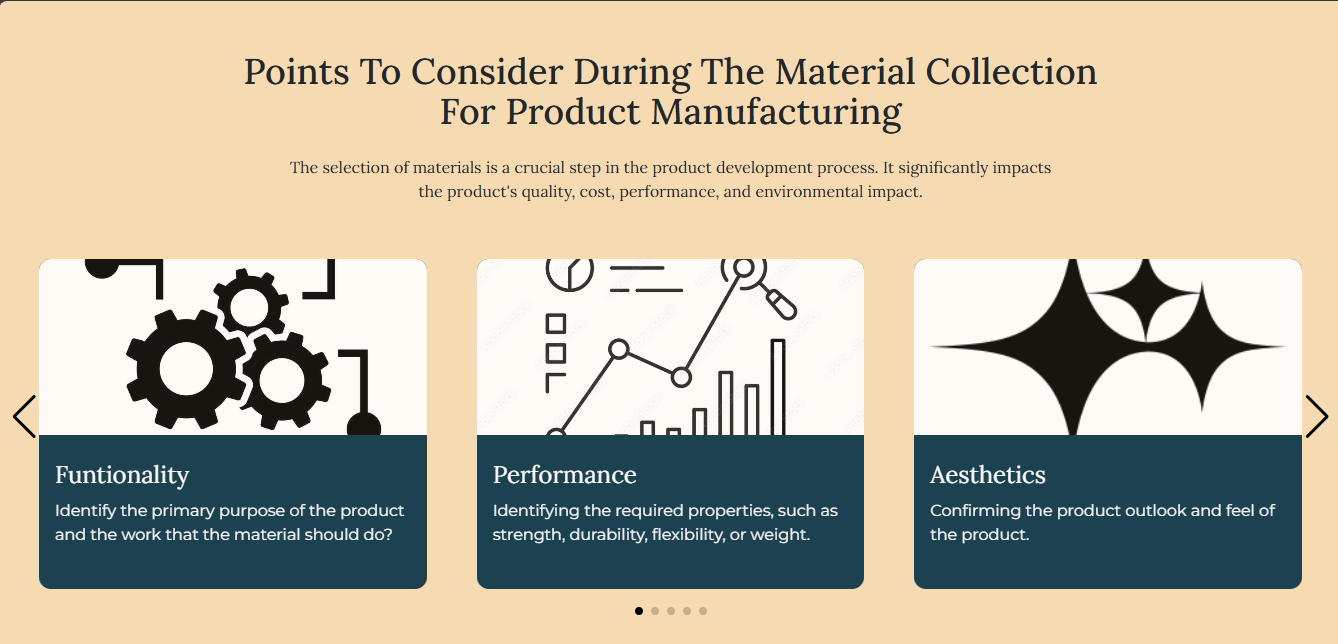 Points To Consider During The Material Collection
For Product Manufacturing
The selection of materials is a crucial step in the product development process. It significantly impacts
the product's quality, cost, performance, and environmental impact.
Funtionality
Identify the primary purpose of the product
and the work that the material should do?
Performance
Identifying the required properties, such as
strength, durability, flexibility, or weight.
Aesthetics
Confirming the product outlook and feel of
the product.